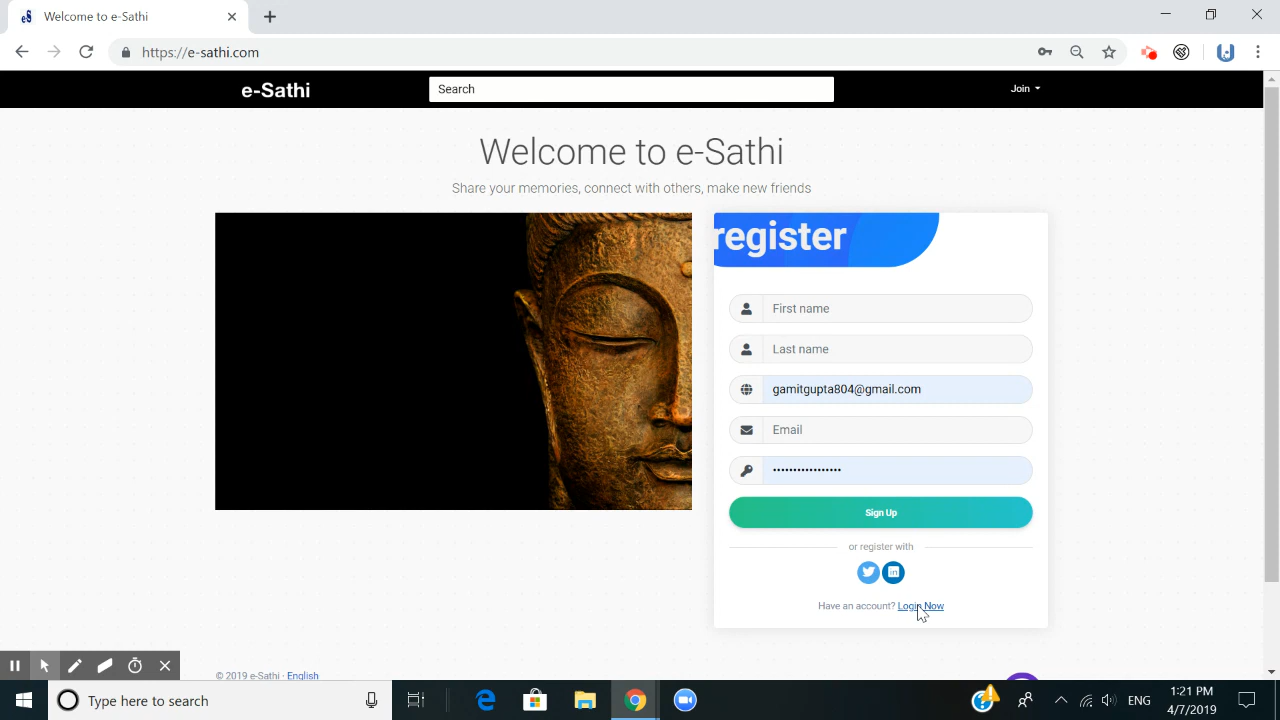 eS Welcome to e-Sathi
https://e-sathi.com
e-Sathi
Search
Join
Welcome to e-Sathi
Share your memories, connect with others, make new friends
register
First name
Last name
gamitgupta804@gmail.com
Email
•••••••••••••••••
Sign Up
or register with
in
Have an account? Login Now
© 2019 e-Sathi · English
Type here to search
ENG
1:21 PM
4/7/2019